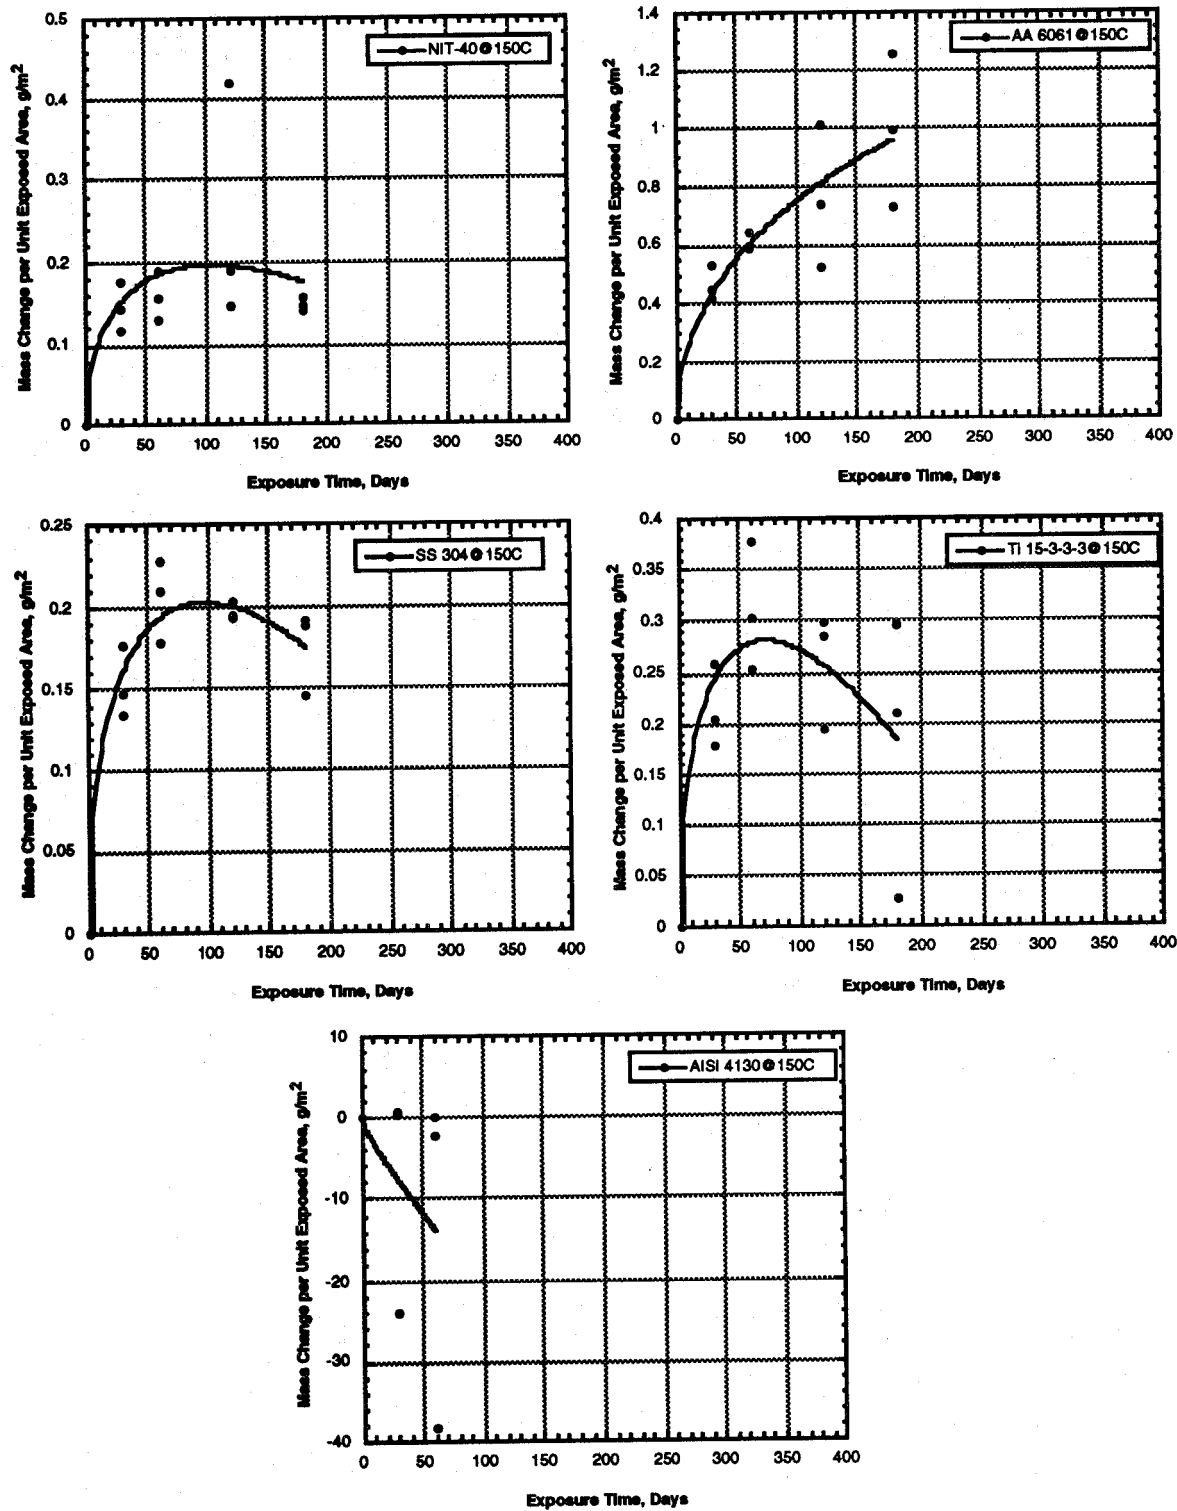 NIT-40@150C
Mass Change per Unit Exposed Area, g/m2
0.5
0.4
0.3
0.2
0.1
0
0 50 100 150 200 250 300 350 400
Exposure Time, Days
AA 6061@150C
Mass Change per Unit Exposed Area, g/m2
1.4
1.2
1
0.8
0.6
0.4
0.2
0
0 50 100 150 200 250 300 350 400
Exposure Time, Days
SS 304@150C
Mass Change per Unit Exposed Area, g/m2
0.25
0.2
0.15
0.1
0.05
0
0 50 100 150 200 250 300 350 400
Exposure Time, Days
Ti 15-3-3-3@150C
Mass Change per Unit Exposed Area, g/m2
0.4
0.35
0.3
0.25
0.2
0.15
0.1
0.05
0
0 50 100 150 200 250 300 350 400
Exposure Time, Days
AISI 4130@150C
Mass Change per Unit Exposed Area, g/m2
10
0
-10
-20
-30
-40
0 50 100 150 200 250 300 350 400
Exposure Time, Days